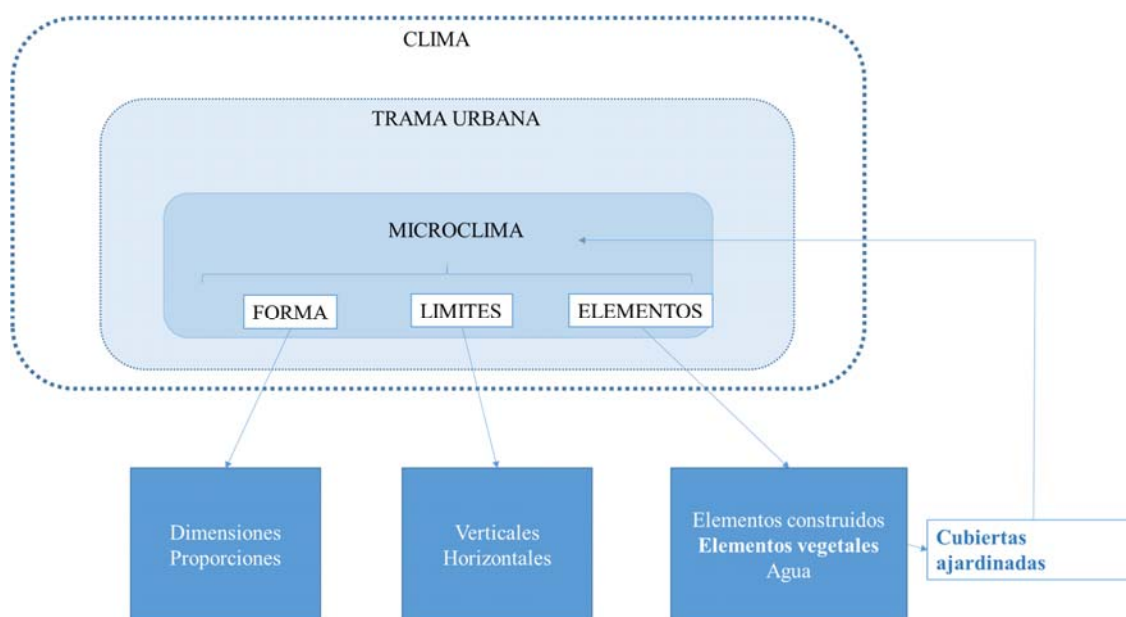 CLIMA
TRAMA URBANA
MICROCLIMA
FORMA
LIMITES
ELEMENTOS
Dimensiones
Proporciones
Verticales
Horizontales
Elementos construidos
Elementos vegetales
Agua
Cubiertas
ajardinadas